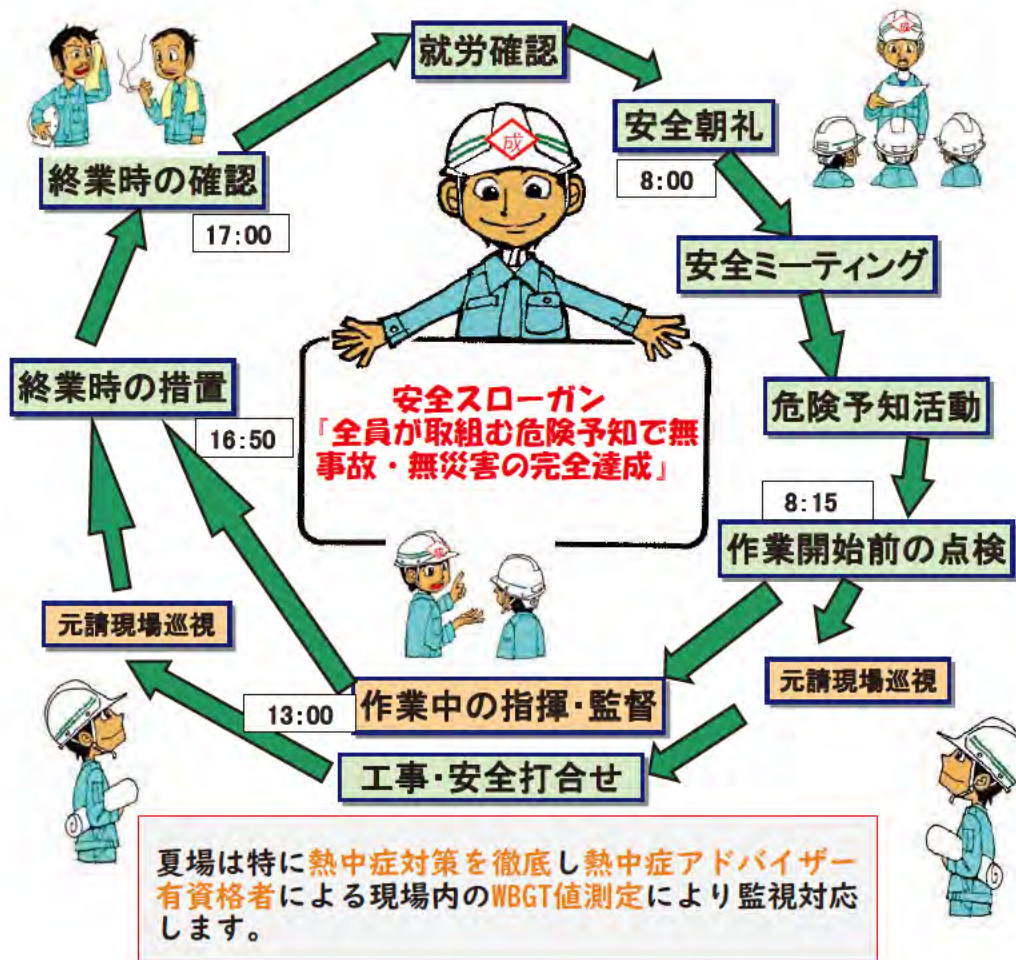 就労確認
安全朝礼
8:00
安全ミーティング
危険予知活動
8:15
作業開始前の点検
元請現場巡視
作業中の指揮・監督
13:00
工事・安全打合せ
元請現場巡視
終業時の措置
16:50
終業時の確認
17:00
成
成
成
安全スローガン
『全員が取組む危険予知で無
事故・無災害の完全達成』
夏場は特に熱中症対策を徹底し熱中症アドバイザー
有資格者による現場内のWBGT値測定により監視対応
します。